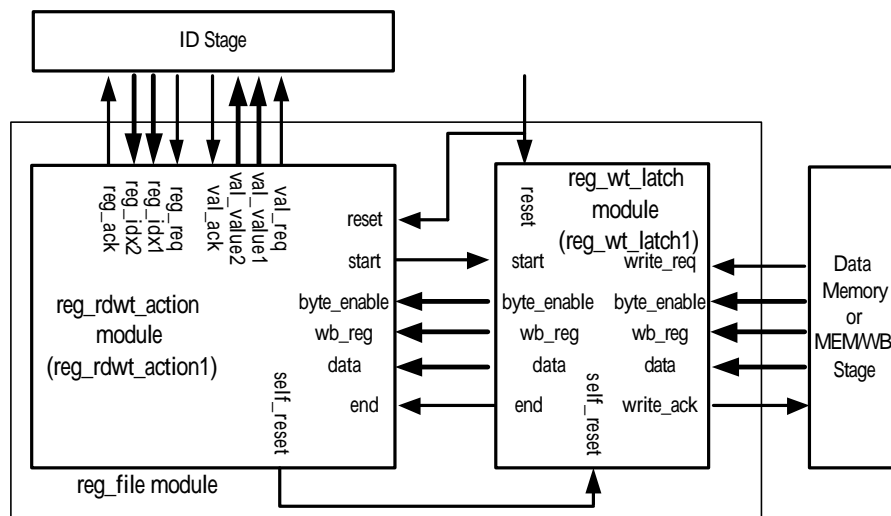 ID Stage
reg_ack
reg_idx2
reg_idx1
reg_req
val_ack
val_value2
val_value1
val_req
reset
start
byte_enable
wb_reg
data
end
self_reset
reg_rdwt_action
module
(reg_rdwt_action1)
reg_file module
reset
reg_wt_latch
module
(reg_wt_latch1)
start
byte_enable
wb_reg
data
end
self_reset
write_req
byte_enable
wb_reg
data
write_ack
Data
Memory
or
MEM/WB
Stage